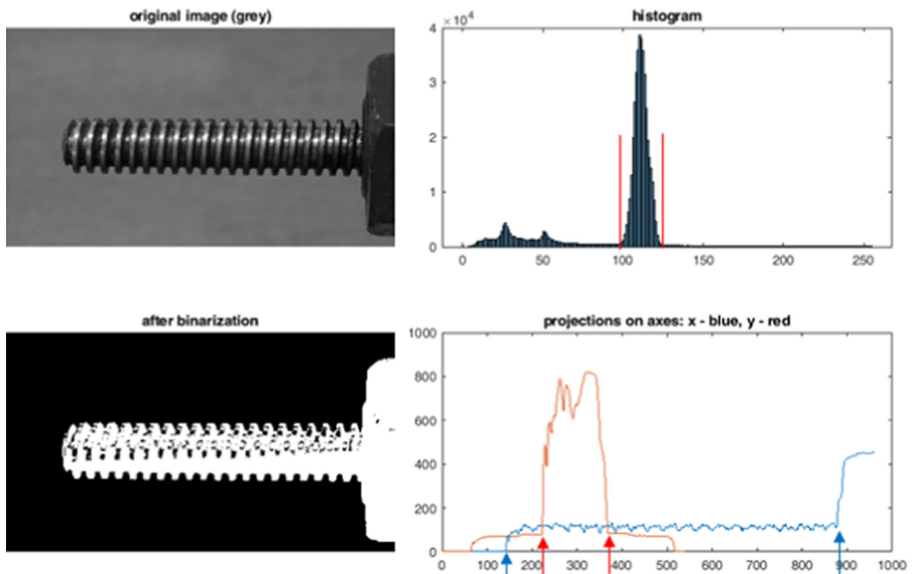 original image (grey)
histogram
×10⁴
4
3
2
1
0
0 50 100 150 200 250
after binarization
projections on axes: x - blue, y - red
1000
800
600
400
200
0
0 100 200 300 400 500 600 700 800 900 1000